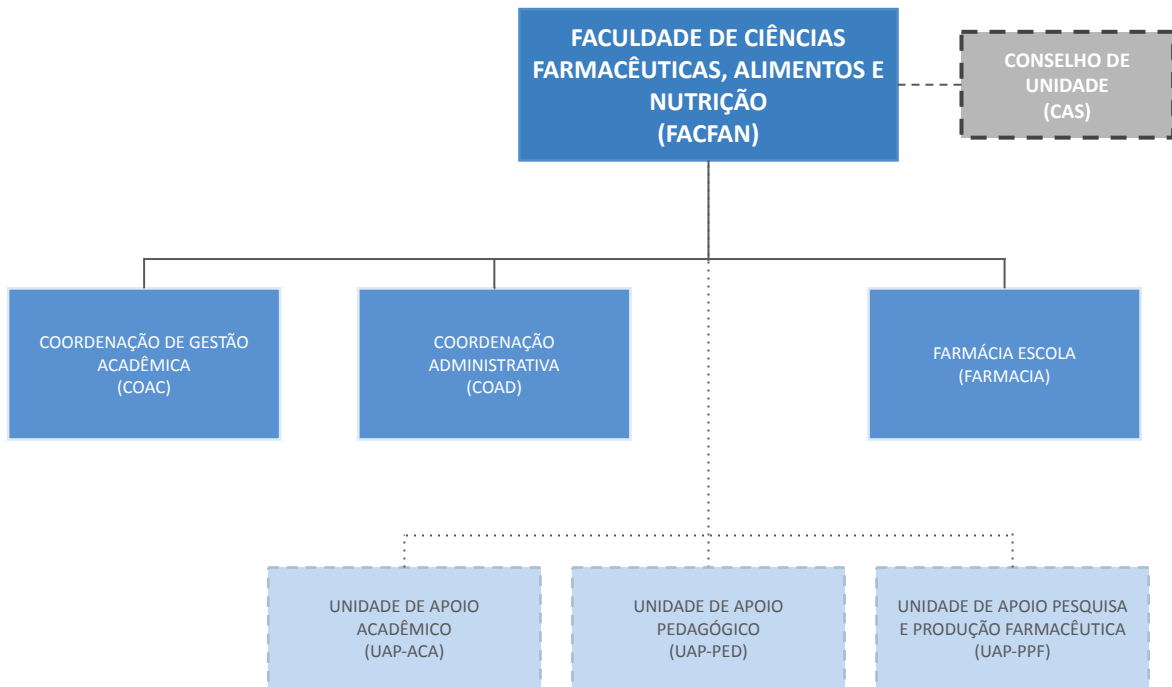 FACULDADE DE CIÊNCIAS
FARMACÊUTICAS, ALIMENTOS E
NUTRIÇÃO
(FACFAN)
CONSELHO DE
UNIDADE
(CAS)
COORDENAÇÃO DE GESTÃO
ACADÊMICA
(COAC)
COORDENAÇÃO
ADMINISTRATIVA
(COAD)
FARMÁCIA ESCOLA
(FARMACIA)
UNIDADE DE APOIO
ACADÊMICO
(UAP-ACA)
UNIDADE DE APOIO
PEDAGÓGICO
(UAP-PED)
UNIDADE DE APOIO PESQUISA
E PRODUÇÃO FARMACÊUTICA
(UAP-PPF)